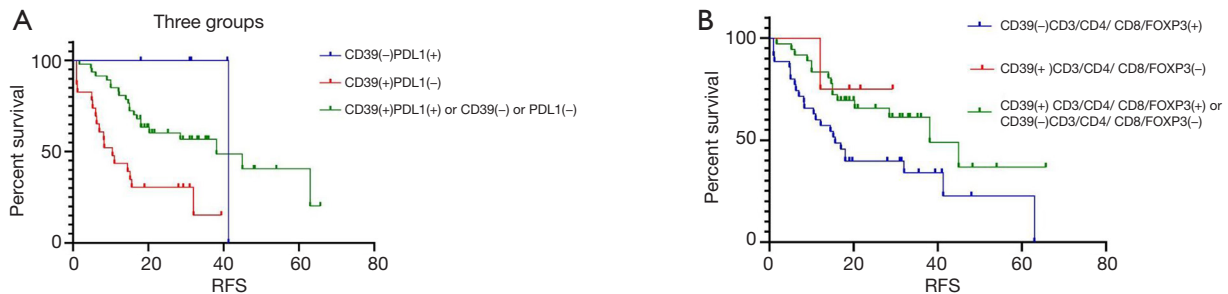 A
Three groups
Percent survival
100
50
0
0 20 40 60 80
RFS
CD39(−)PDL1(+)
CD39(+)PDL1(−)
CD39(+)PDL1(+) or CD39(−) or PDL1(−)
B
Percent survival
100
50
0
0 20 40 60 80
RFS
CD39(−)CD3/CD4/ CD8/FOXP3(+)
CD39(+ )CD3/CD4/ CD8/FOXP3(−)
CD39(+) CD3/CD4/ CD8/FOXP3(+) or
CD39(−)CD3/CD4/ CD8/FOXP3(−)